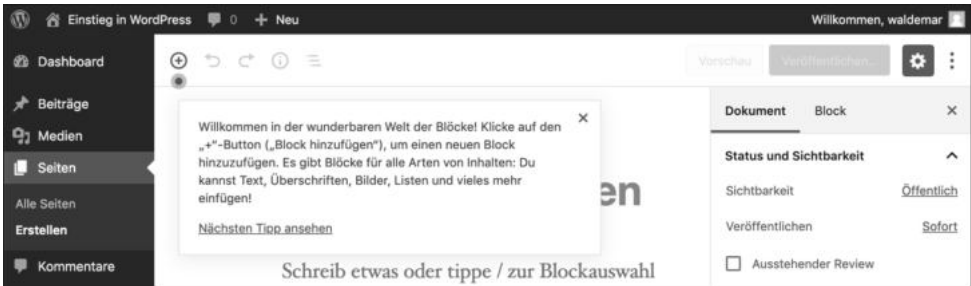 Einstieg in WordPress 0 + Neu Willkommen, waldemar
Dashboard
Beiträge
Medien
Seiten
Alle Seiten
Erstellen
Kommentare
Vorschau Veröffentlichen...
Willkommen in der wunderbaren Welt der Blöcke! Klicke auf den
„+“-Button („Block hinzufügen“), um einen neuen Block
hinzuzufügen. Es gibt Blöcke für alle Arten von Inhalten: Du
kannst Text, Überschriften, Bilder, Listen und vieles mehr
einfügen!
Nächsten Tipp ansehen
Schreib etwas oder tippe / zur Blockauswahl
Dokument Block
Status und Sichtbarkeit
Sichtbarkeit Öffentlich
Veröffentlichen Sofort
Ausstehender Review